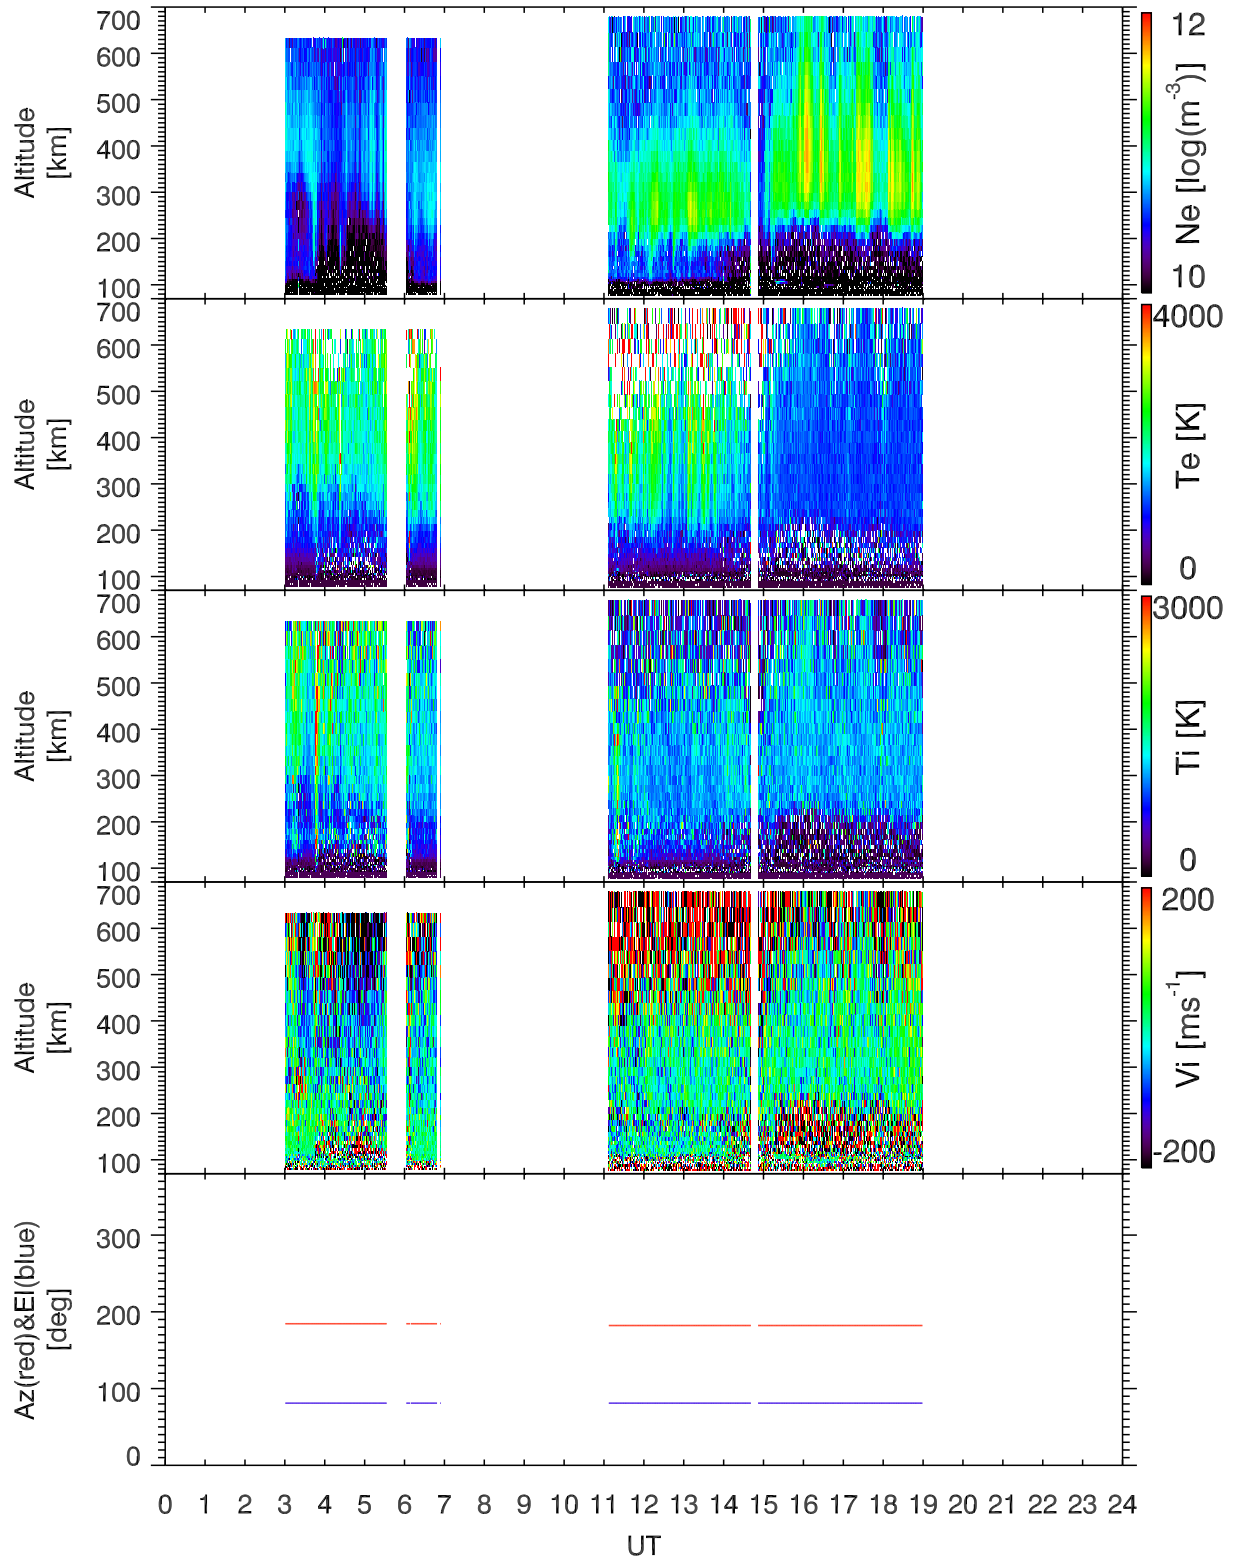 700
600
500
400
300
200
100
Altitude
[km]
12
Ne [log(m⁻³)]
10
700
600
500
400
300
200
100
Altitude
[km]
4000
Te [K]
0
700
600
500
400
300
200
100
Altitude
[km]
3000
Ti [K]
0
700
600
500
400
300
200
100
Altitude
[km]
200
Vi [ms⁻¹]
-200
300
200
100
0
Az(red)&El(blue)
[deg]
0 1 2 3 4 5 6 7 8 9 10 11 12 13 14 15 16 17 18 19 20 21 22 23 24
UT